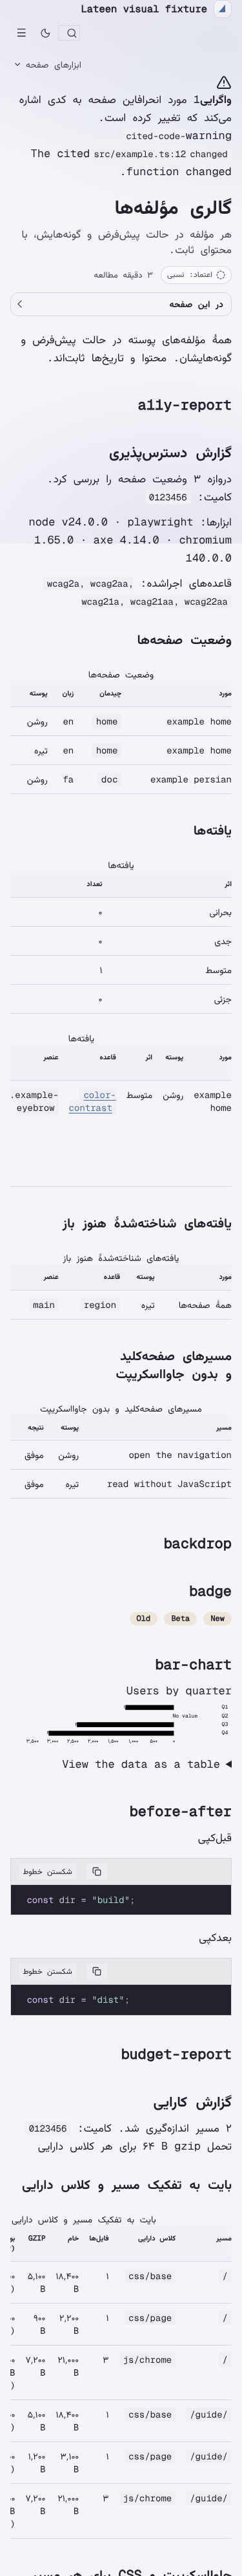 Lateen visual fixture
ابزارهای صفحه
واگرایی۱ مورد انحرافاین صفحه به کدی اشاره
می‌کند که تغییر کرده است.
cited-code-warning
The cited src/example.ts:12 changed
function changed.
گالری مؤلفه‌ها
هر مؤلفه در حالت پیش‌فرض و گونه‌هایش، با
محتوای ثابت.
اعتماد: نسبی
۳ دقیقه مطالعه
در این صفحه
همهٔ مؤلفه‌های پوسته در حالت پیش‌فرض و
گونه‌هایشان. محتوا و تاریخ‌ها ثابت‌اند.
a11y-report
گزارش دسترس‌پذیری
دروازه ۳ وضعیت صفحه را بررسی کرد.
کامیت: 0123456
ابزارها: node v24.0.0 · playwright
1.65.0 · axe 4.14.0 · chromium
140.0.0
قاعده‌های اجراشده: wcag2a, wcag2aa,
wcag21a, wcag21aa, wcag22aa
وضعیت صفحه‌ها
وضعیت صفحه‌ها
مورد چیدمان زبان پوسته
example home home en روشن
example home home en تیره
example persian doc fa روشن
یافته‌ها
یافته‌ها
اثر تعداد
بحرانی ۰
جدی ۰
متوسط ۱
جزئی ۰
یافته‌ها
مورد پوسته اثر قاعده عنصر
example home روشن متوسط color-contrast .example-eyebrow
یافته‌های شناخته‌شدهٔ هنوز باز
یافته‌های شناخته‌شدهٔ هنوز باز
مورد پوسته قاعده عنصر
همهٔ صفحه‌ها تیره region main
مسیرهای صفحه‌کلید
و بدون جاوااسکریپت
مسیرهای صفحه‌کلید و بدون جاوااسکریپت
مسیر پوسته نتیجه
open the navigation روشن موفق
read without JavaScript تیره موفق
backdrop
badge
New Beta Old
bar-chart
Users by quarter
Q1
Q2 No value
Q3
Q4
۰ ۵۰۰ ۱٬۰۰۰ ۱٬۵۰۰ ۲٬۰۰۰ ۲٬۵۰۰ ۳٬۰۰۰ ۳٬۵۰۰
View the data as a table
before-after
قبل‌کپی
شکستن خطوط
const dir = "build";
بعدکپی
شکستن خطوط
const dir = "dist";
budget-report
گزارش کارایی
۲ مسیر اندازه‌گیری شد. کامیت: 0123456
تحمل ۶۴ B gzip برای هر کلاس دارایی
بایت به تفکیک مسیر و کلاس دارایی
بایت به تفکیک مسیر و کلاس دارایی
مسیر کلاس دارایی فایل‌ها خام GZIP
/ css/base ۱ ۱۸٬۴۰۰ B ۵٬۱۰۰ B
/ css/page ۱ ۲٬۲۰۰ B ۹۰۰ B
/ js/chrome ۳ ۲۱٬۰۰۰ B ۷٬۲۰۰ B
/guide/ css/base ۱ ۱۸٬۴۰۰ B ۵٬۱۰۰ B
/guide/ css/page ۱ ۳٬۱۰۰ B ۱٬۲۰۰ B
/guide/ js/chrome ۳ ۲۱٬۰۰۰ B ۷٬۲۰۰ B